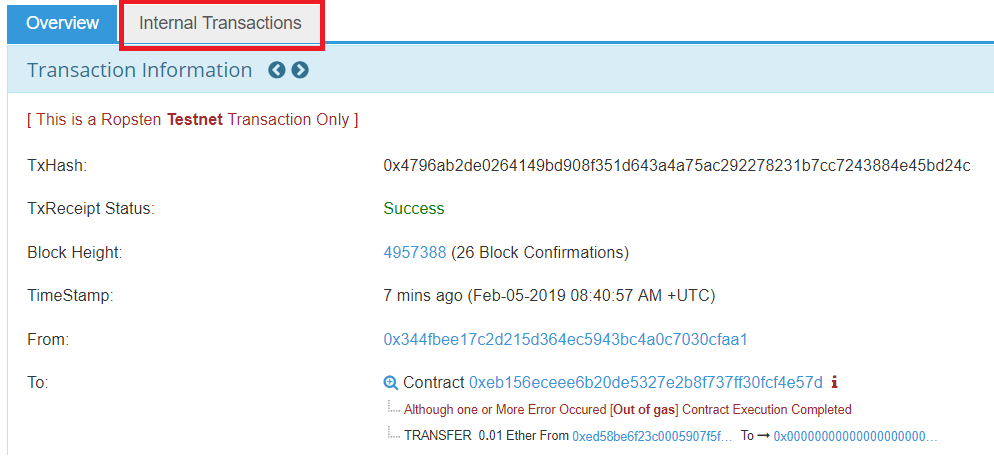 Overview Internal Transactions
Transaction Information
[ This is a Ropsten Testnet Transaction Only ]
TxHash: 0x4796ab2de0264149bd908f351d643a4a75ac292278231b7cc7243884e45bd24c
TxReceipt Status: Success
Block Height: 4957388 (26 Block Confirmations)
TimeStamp: 7 mins ago (Feb-05-2019 08:40:57 AM +UTC)
From: 0x344fbee17c2d215d364ec5943bc4a0c7030cfaa1
To: Contract 0xeb156eceee6b20de5327e2b8f737ff30fcf4e57d
Although one or More Error Occured [Out of gas] Contract Execution Completed
TRANSFER 0.01 Ether From 0xed58be6f23c0005907f5f... To → 0x00000000000000000000...